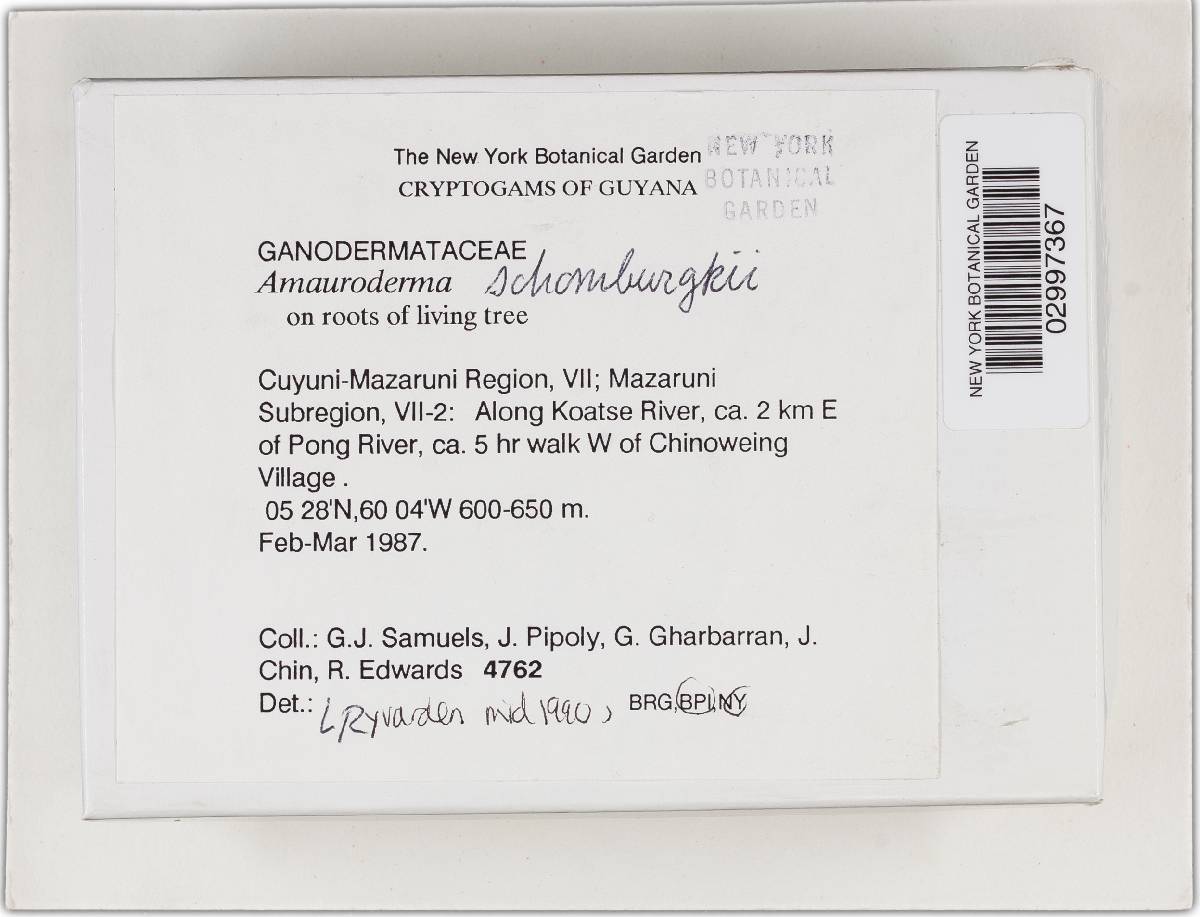 The New York Botanical Garden
CRYPTOGAMS OF GUYANA
NEW YORK
BOTANICAL
GARDEN
GANODERMATACEAE
Amauroderma schomburgkii
on roots of living tree
Cuyuni-Mazaruni Region, VII; Mazaruni
Subregion, VII-2: Along Koatse River, ca. 2 km E
of Pong River, ca. 5 hr walk W of Chinoweing
Village .
05 28'N,60 04'W 600-650 m.
Feb-Mar 1987.
Coll.: G.J. Samuels, J. Pipoly, G. Gharbarran, J.
Chin, R. Edwards 4762
Det.: L Ryvarden mid 1990s BRG,BPI,NY
NEW YORK BOTANICAL GARDEN
02997367